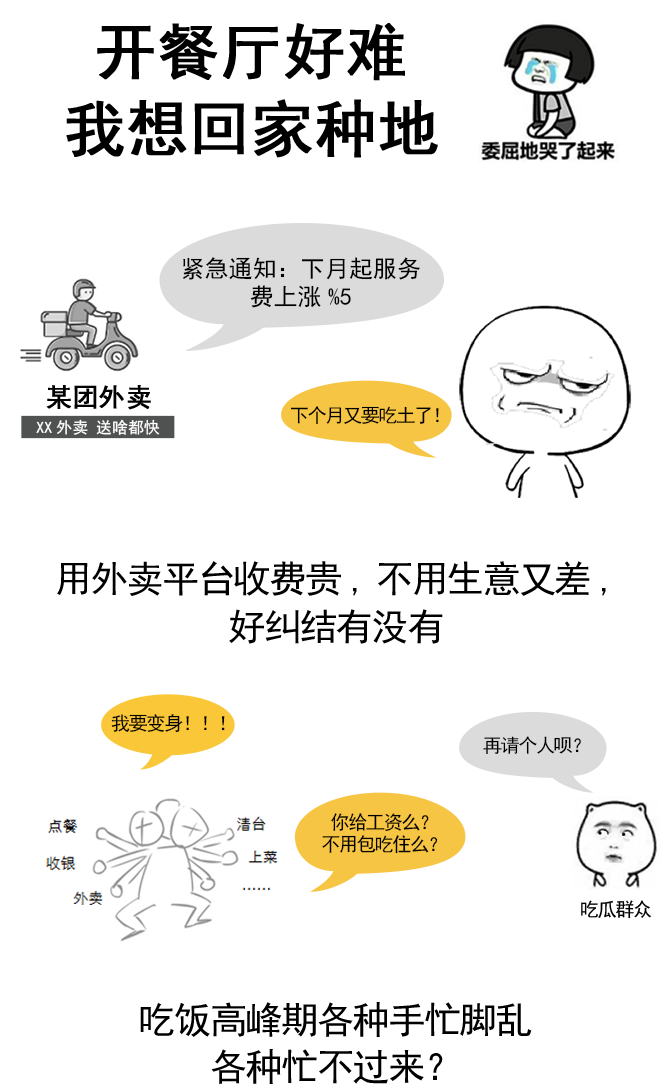 开餐厅好难
我想回家种地
委屈地哭了起来
紧急通知：下月起服务
费上涨 %5
某团外卖
XX 外卖 送啥都快
下个月又要吃土了！
用外卖平台收费贵，不用生意又差，
好纠结有没有
我要变身！！！
再请个人呗？
点餐
收银
外卖
清台
上菜
……
你给工资么？
不用包吃住么？
吃瓜群众
吃饭高峰期各种手忙脚乱
各种忙不过来？